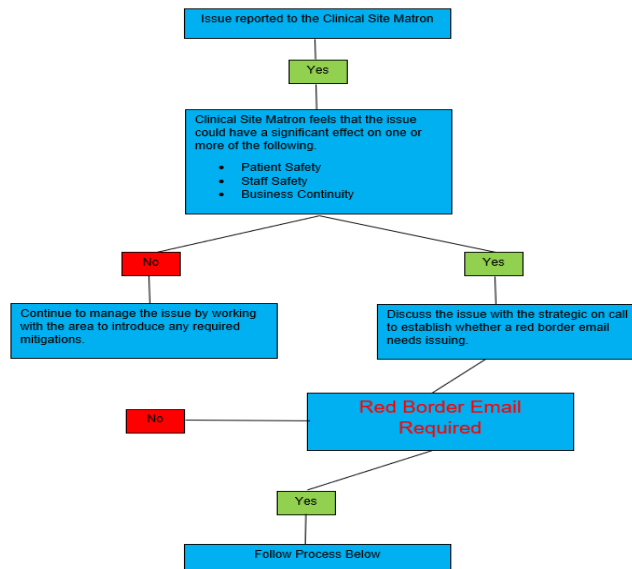 Issue reported to the Clinical Site Matron
Yes
Clinical Site Matron feels that the issue
could have a significant effect on one or
more of the following.
• Patient Safety
• Staff Safety
• Business Continuity
No
Yes
Continue to manage the issue by working
with the area to introduce any required
mitigations.
Discuss the issue with the strategic on call
to establish whether a red border email
needs issuing.
Red Border Email
Required
No
Yes
Follow Process Below